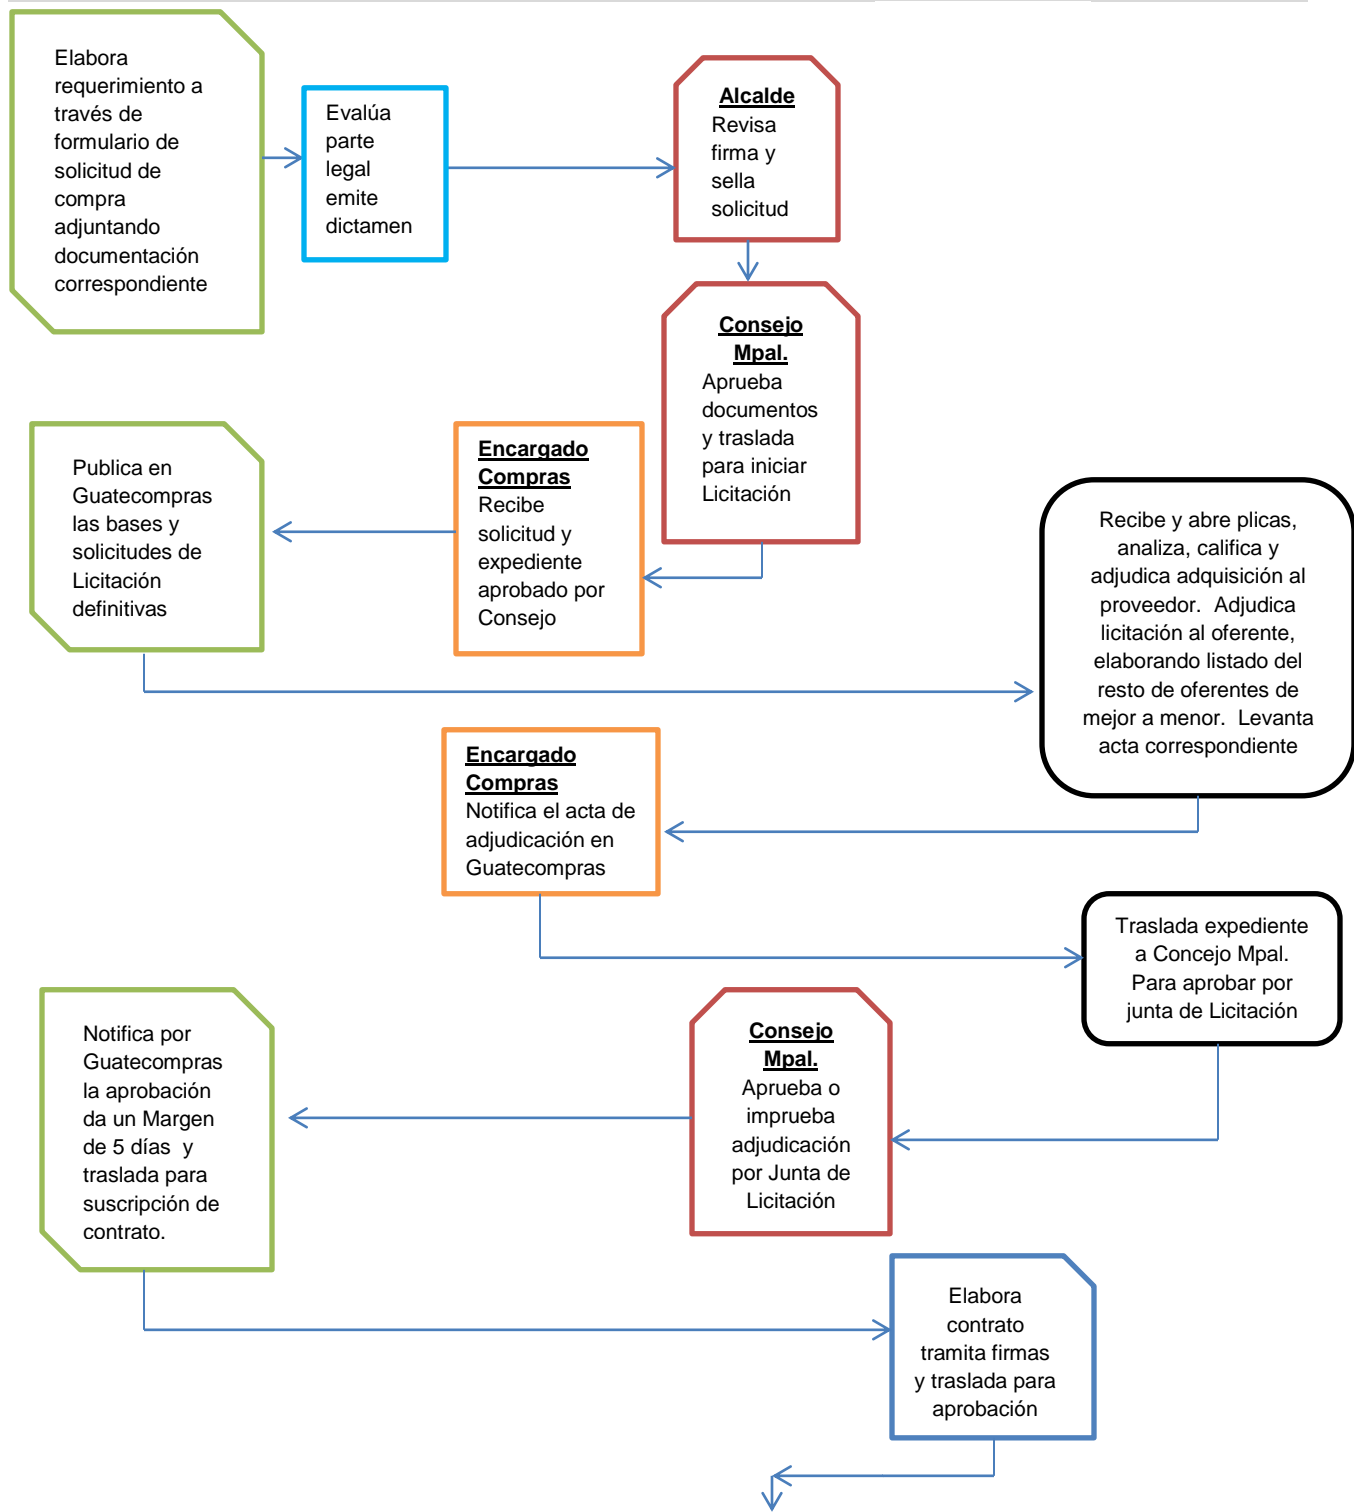 Elabora
requerimiento a
través de
formulario de
solicitud de
compra
adjuntando
documentación
correspondiente
Evalúa
parte
legal
emite
dictamen
Alcalde
Revisa
firma y
sella
solicitud
Consejo
Mpal.
Aprueba
documentos
y traslada
para iniciar
Licitación
Encargado
Compras
Recibe
solicitud y
expediente
aprobado por
Consejo
Publica en
Guatecompras
las bases y
solicitudes de
Licitación
definitivas
Recibe y abre plicas,
analiza, califica y
adjudica adquisición al
proveedor.  Adjudica
licitación al oferente,
elaborando listado del
resto de oferentes de
mejor a menor.  Levanta
acta correspondiente
Encargado
Compras
Notifica el acta de
adjudicación en
Guatecompras
Traslada expediente
a Concejo Mpal.
Para aprobar por
junta de Licitación
Consejo
Mpal.
Aprueba o
imprueba
adjudicación
por Junta de
Licitación
Notifica por
Guatecompras
la aprobación
da un Margen
de 5 días  y
traslada para
suscripción de
contrato.
Elabora
contrato
tramita firmas
y traslada para
aprobación